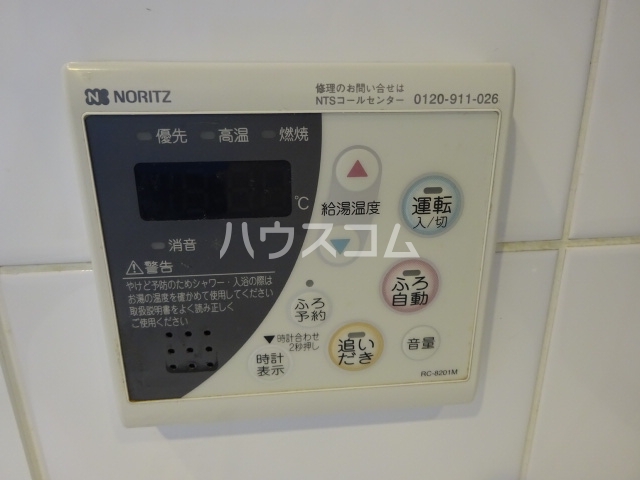 NORITZ
修理のお問い合せは
NTSコールセンター 0120-911-026
優先 高温 燃焼
℃
給湯温度
運転
入/切
消音
ハウスコム
⚠警告
やけど予防のためシャワー・入浴の際は
お湯の温度を確かめて使用してください
取扱説明書をよく読み正しく
ご使用ください
ふろ
自動
ふろ
予約
▼時計合わせ
2秒押し
時計
表示
追い
だき
音量
RC-8201M